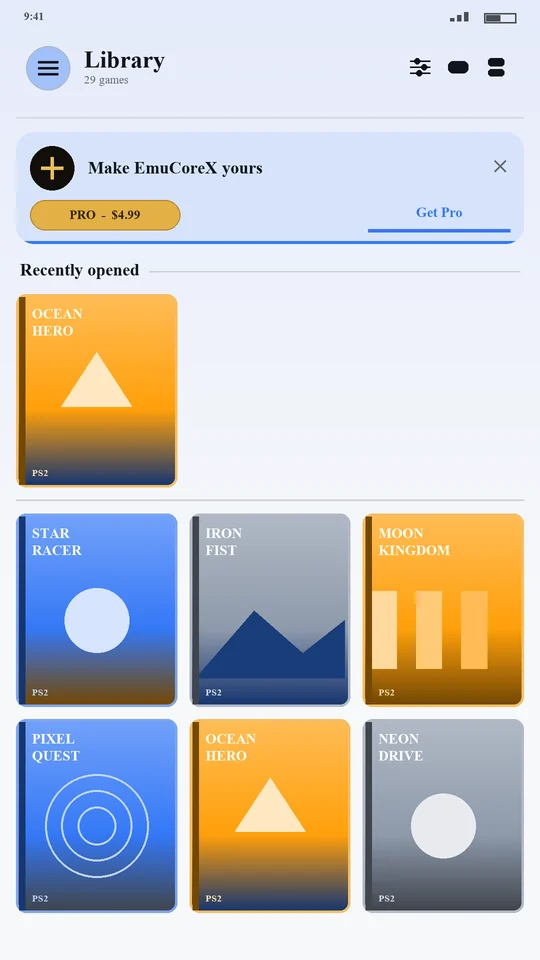 9:41
Library
29 games
Make EmuCoreX yours
PRO - $4.99
Get Pro
Recently opened
OCEAN
HERO
PS2
STAR
RACER
PS2
IRON
FIST
PS2
MOON
KINGDOM
PS2
PIXEL
QUEST
PS2
OCEAN
HERO
PS2
NEON
DRIVE
PS2